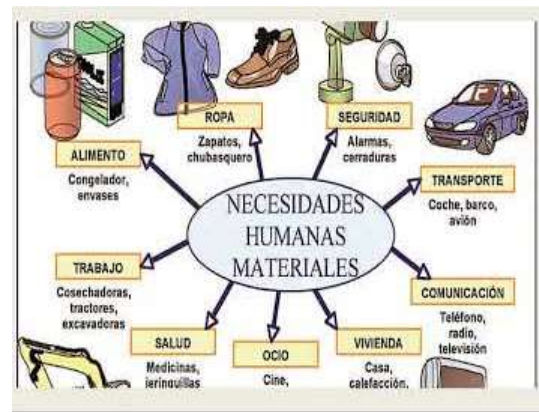 ROPA
Zapatos,
chubasquero
SEGURIDAD
Alarmas,
cerraduras
ALIMENTO
Congelador,
envases
TRANSPORTE
Coche, barco,
avión
NECESIDADES
HUMANAS
MATERIALES
TRABAJO
Cosechadoras,
tractores,
excavadoras
COMUNICACIÓN
Teléfono,
radio,
televisión
SALUD
Medicinas,
jeringuillas
OCIO
Cine,
VIVIENDA
Casa,
calefacción,